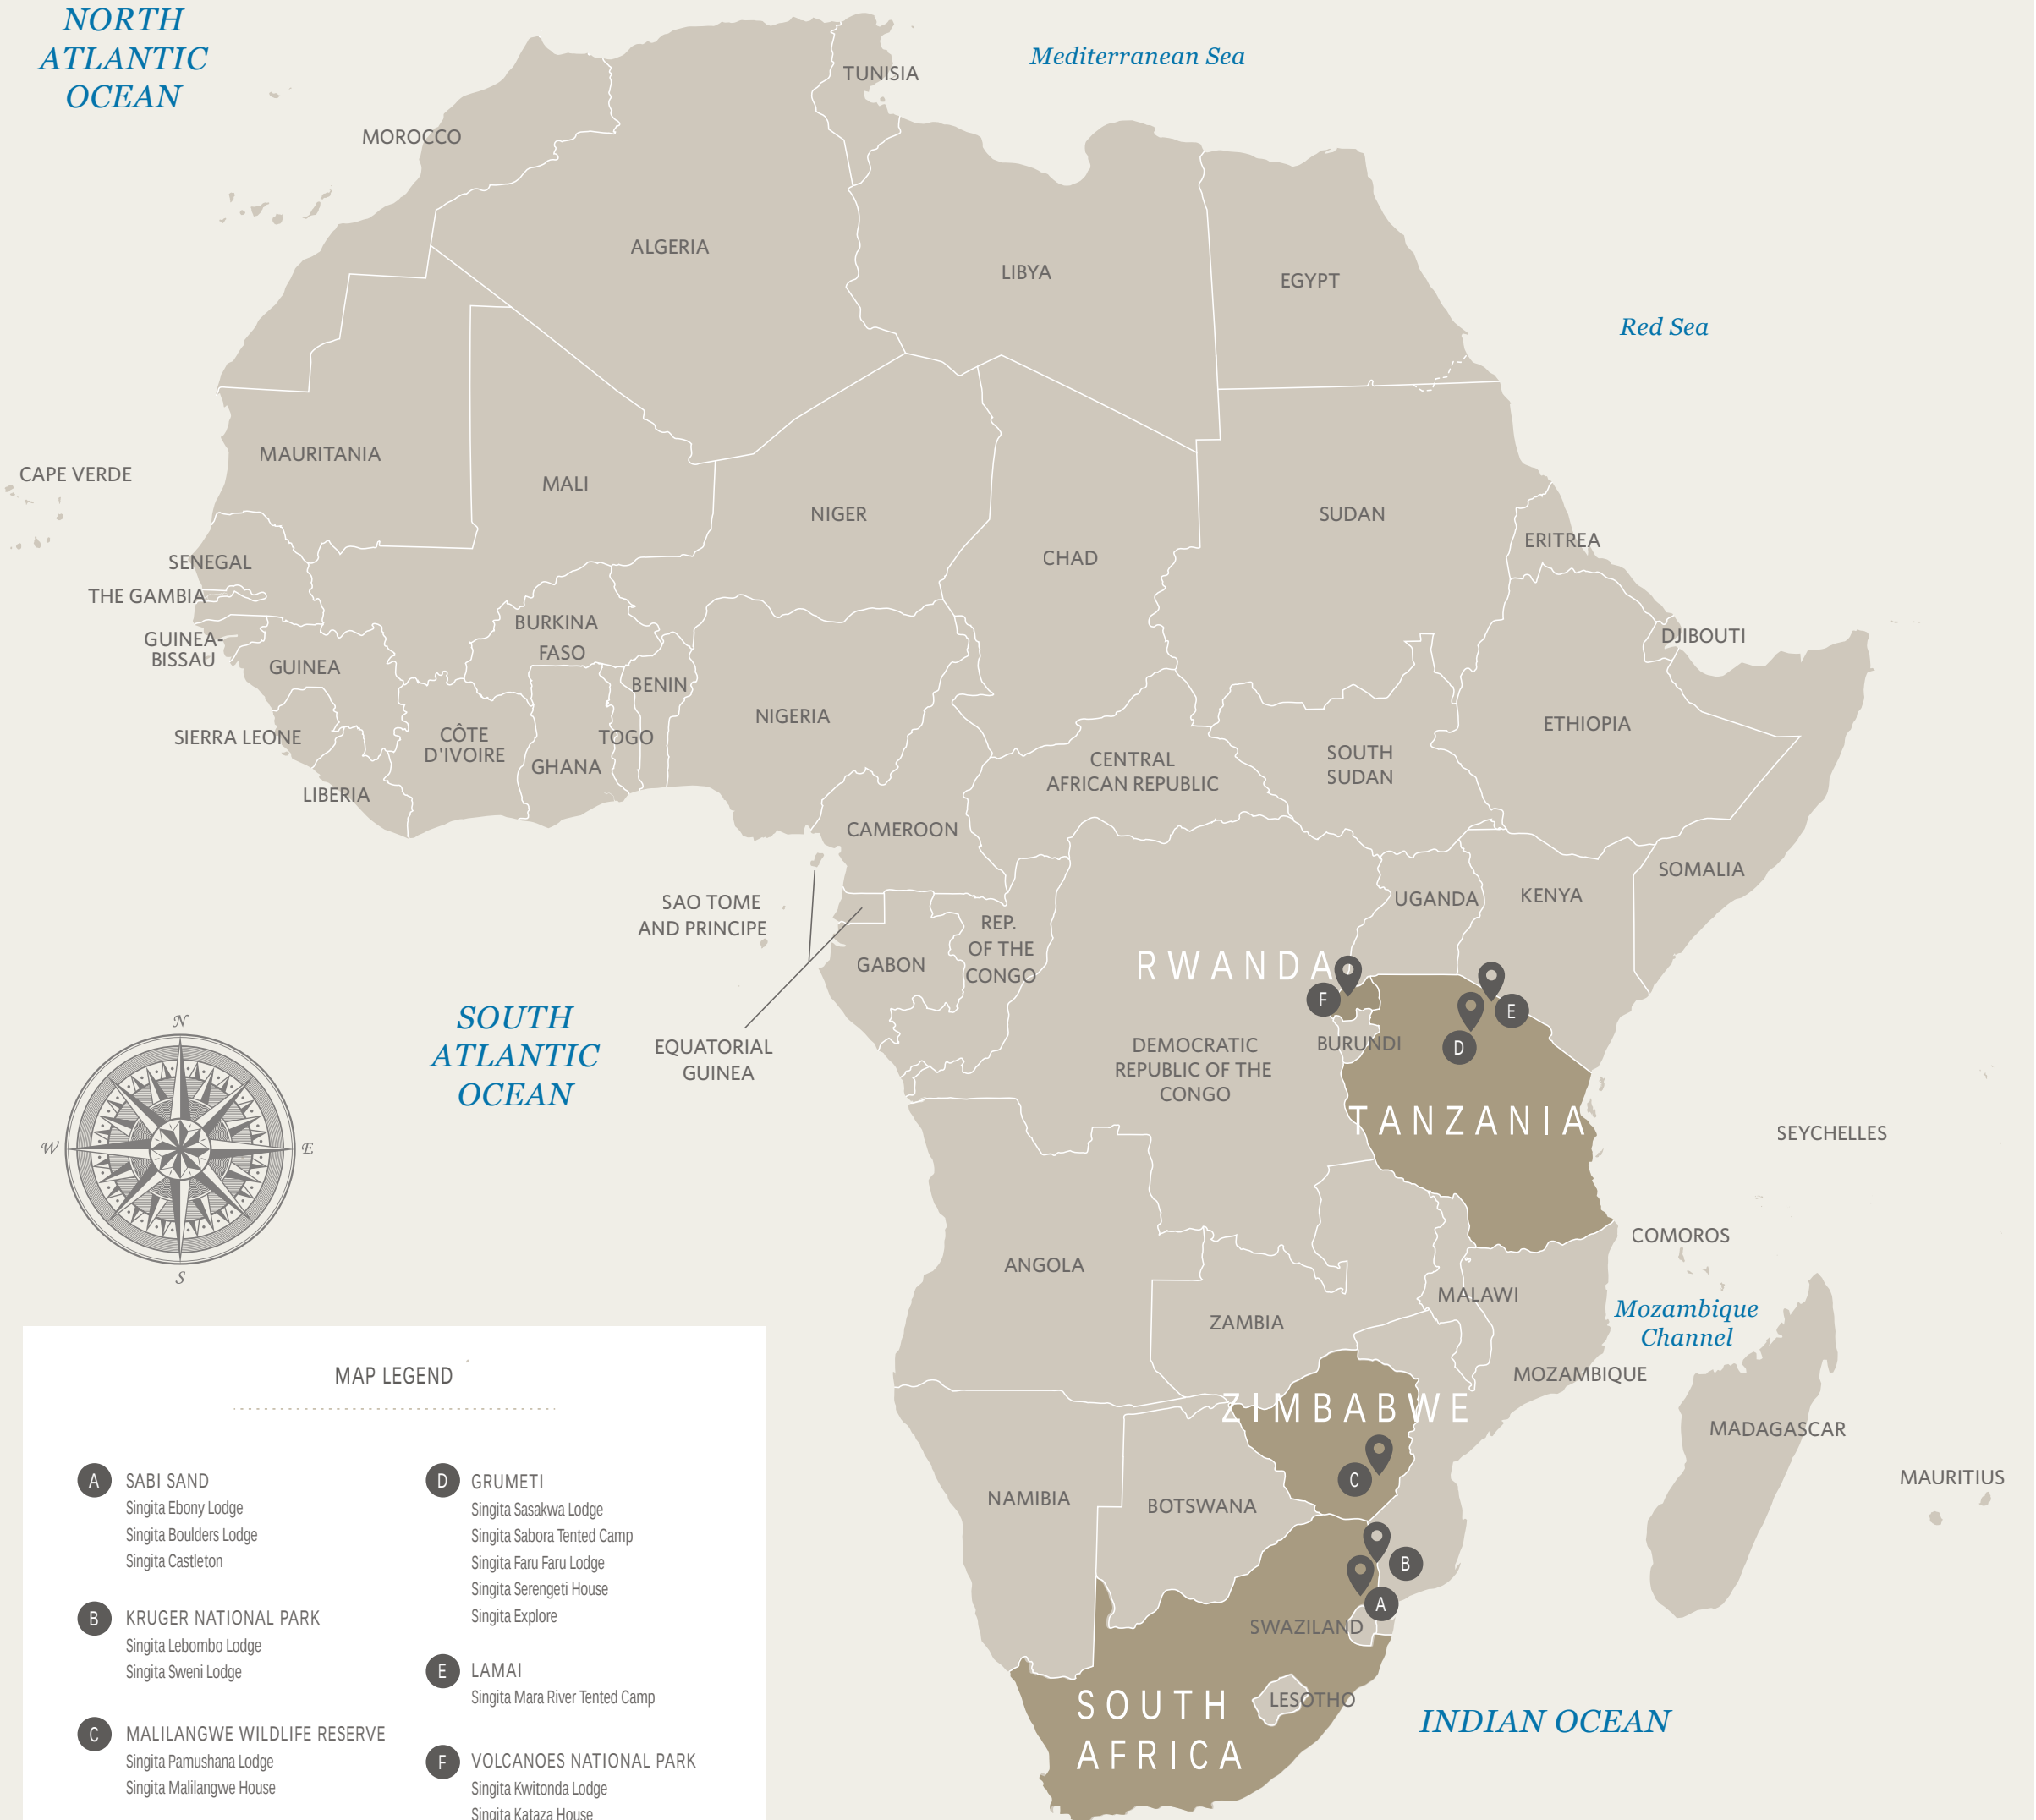 NORTH
ATLANTIC
OCEAN
Mediterranean Sea
TUNISIA
MOROCCO
ALGERIA
LIBYA
EGYPT
Red Sea
MAURITANIA
CAPE VERDE
MALI
NIGER
CHAD
SUDAN
ERITREA
SENEGAL
THE GAMBIA
GUINEA-
BISSAU
GUINEA
BURKINA
FASO
BENIN
DJIBOUTI
SIERRA LEONE
CÔTE
D'IVOIRE
TOGO
GHANA
NIGERIA
LIBERIA
CENTRAL
AFRICAN REPUBLIC
SOUTH
SUDAN
ETHIOPIA
CAMEROON
SOMALIA
UGANDA
KENYA
SAO TOME
AND PRINCIPE
REP.
OF THE
CONGO
GABON
RWANDA
F
E
D
BURUNDI
SOUTH
ATLANTIC
OCEAN
EQUATORIAL
GUINEA
DEMOCRATIC
REPUBLIC OF THE
CONGO
TANZANIA
SEYCHELLES
N
W
E
S
COMOROS
ANGOLA
MALAWI
ZAMBIA
Mozambique
Channel
MOZAMBIQUE
ZIMBABWE
MADAGASCAR
MAURITIUS
C
NAMIBIA
BOTSWANA
B
A
SWAZILAND
LESOTHO
SOUTH
AFRICA
INDIAN OCEAN
MAP LEGEND
A SABI SAND
Singita Ebony Lodge
Singita Boulders Lodge
Singita Castleton
B KRUGER NATIONAL PARK
Singita Lebombo Lodge
Singita Sweni Lodge
C MALILANGWE WILDLIFE RESERVE
Singita Pamushana Lodge
Singita Malilangwe House
D GRUMETI
Singita Sasakwa Lodge
Singita Sabora Tented Camp
Singita Faru Faru Lodge
Singita Serengeti House
Singita Explore
E LAMAI
Singita Mara River Tented Camp
F VOLCANOES NATIONAL PARK
Singita Kwitonda Lodge
Singita Kataza House